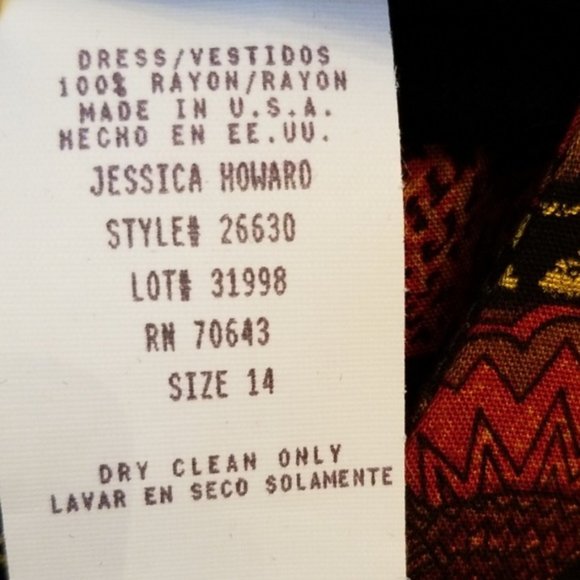 DRESS/VESTIDOS
100% RAYON/RAYON
MADE IN U.S.A.
HECHO EN EE.UU.
JESSICA HOWARD
STYLE# 26630
LOT# 31998
RN 70643
SIZE 14
DRY CLEAN ONLY
LAVAR EN SECO SOLAMENTE